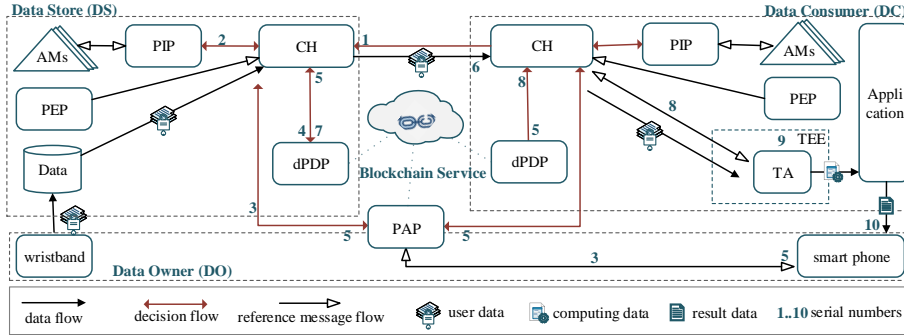 Data Store (DS)
Data Consumer (DC)
AMs
PIP
2
CH
1
CH
PIP
AMs
6
5
8
PEP
PEP
Appli
cation
8
4 7
5
9 TEE
Data
dPDP
dPDP
TA
Blockchain Service
3
5
PAP
5
10
wristband
3
5
smart phone
Data Owner (DO)
data flow
decision flow
reference message flow
user data
computing data
result data
1..10 serial numbers